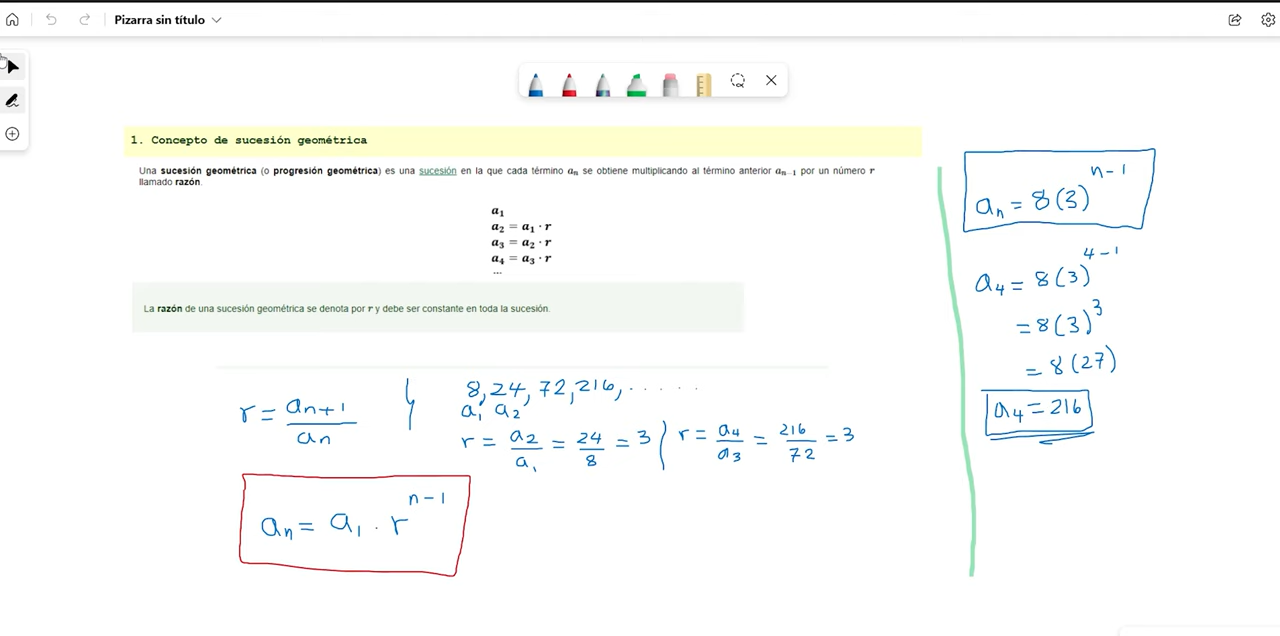 Pizarra sin título
1. Concepto de sucesión geométrica
Una sucesión geométrica (o progresión geométrica) es una sucesión en la que cada término aₙ se obtiene multiplicando al término anterior aₙ₋₁ por un número r
llamado razón.
a₁
a₂ = a₁ · r
a₃ = a₂ · r
a₄ = a₃ · r
...
La razón de una sucesión geométrica se denota por r y debe ser constante en toda la sucesión.
r = aₙ₊₁ / aₙ
8, 24, 72, 216, ......
a₁ a₂
r = a₂ / a₁ = 24 / 8 = 3 / r = a₄ / a₃ = 216 / 72 = 3
aₙ = a₁ · r^(n-1)
aₙ = 8(3)^(n-1)
a₄ = 8(3)^(4-1)
= 8(3)^3
= 8(27)
a₄ = 216